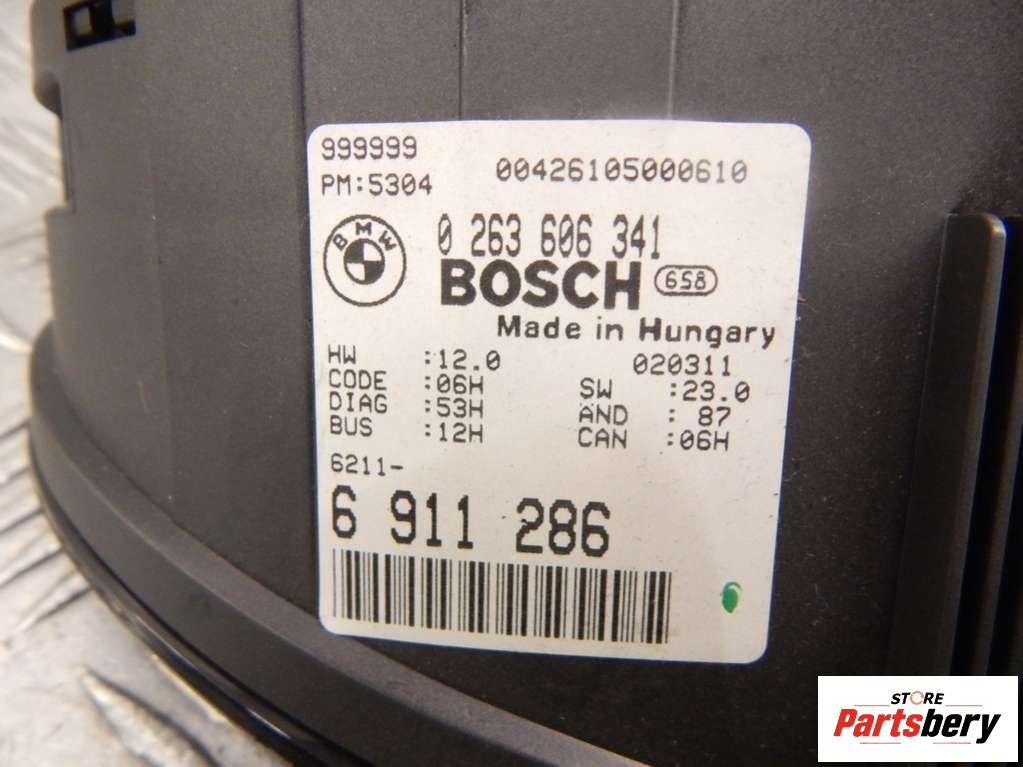 999999
00426105000610
PM:5304
BMW
0 263 606 341
BOSCH 6S8
Made in Hungary
HW :12.0 020311
CODE :06H SW :23.0
DIAG :53H AND : 87
BUS :12H CAN :06H
6211-
6 911 286
STORE
Partsbery